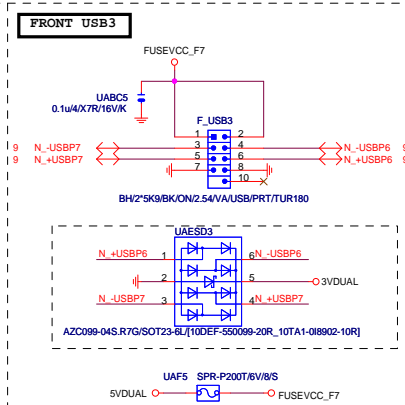 FRONT USB3
FUSEVCC_F7
UABC5
0.1u/4/X7R/16V/K
F_USB3
1 2
9 N_-USBP7 3 4 N_-USBP6 9
9 N_+USBP7 5 6 N_+USBP6 9
7 8
10
BH/2*5K9/BK/ON/2.54/VA/USB/PRT/TUR180
UAESD3
N_+USBP6 1 6 N_-USBP6
2 5 3VDUAL
N_-USBP7 3 4 N_+USBP7
AZC099-04S.R7G/SOT23-6L/[10DEF-550099-20R_10TA1-0I8902-10R]
UAF5 SPR-P200T/6V/8/S
5VDUAL FUSEVCC_F7